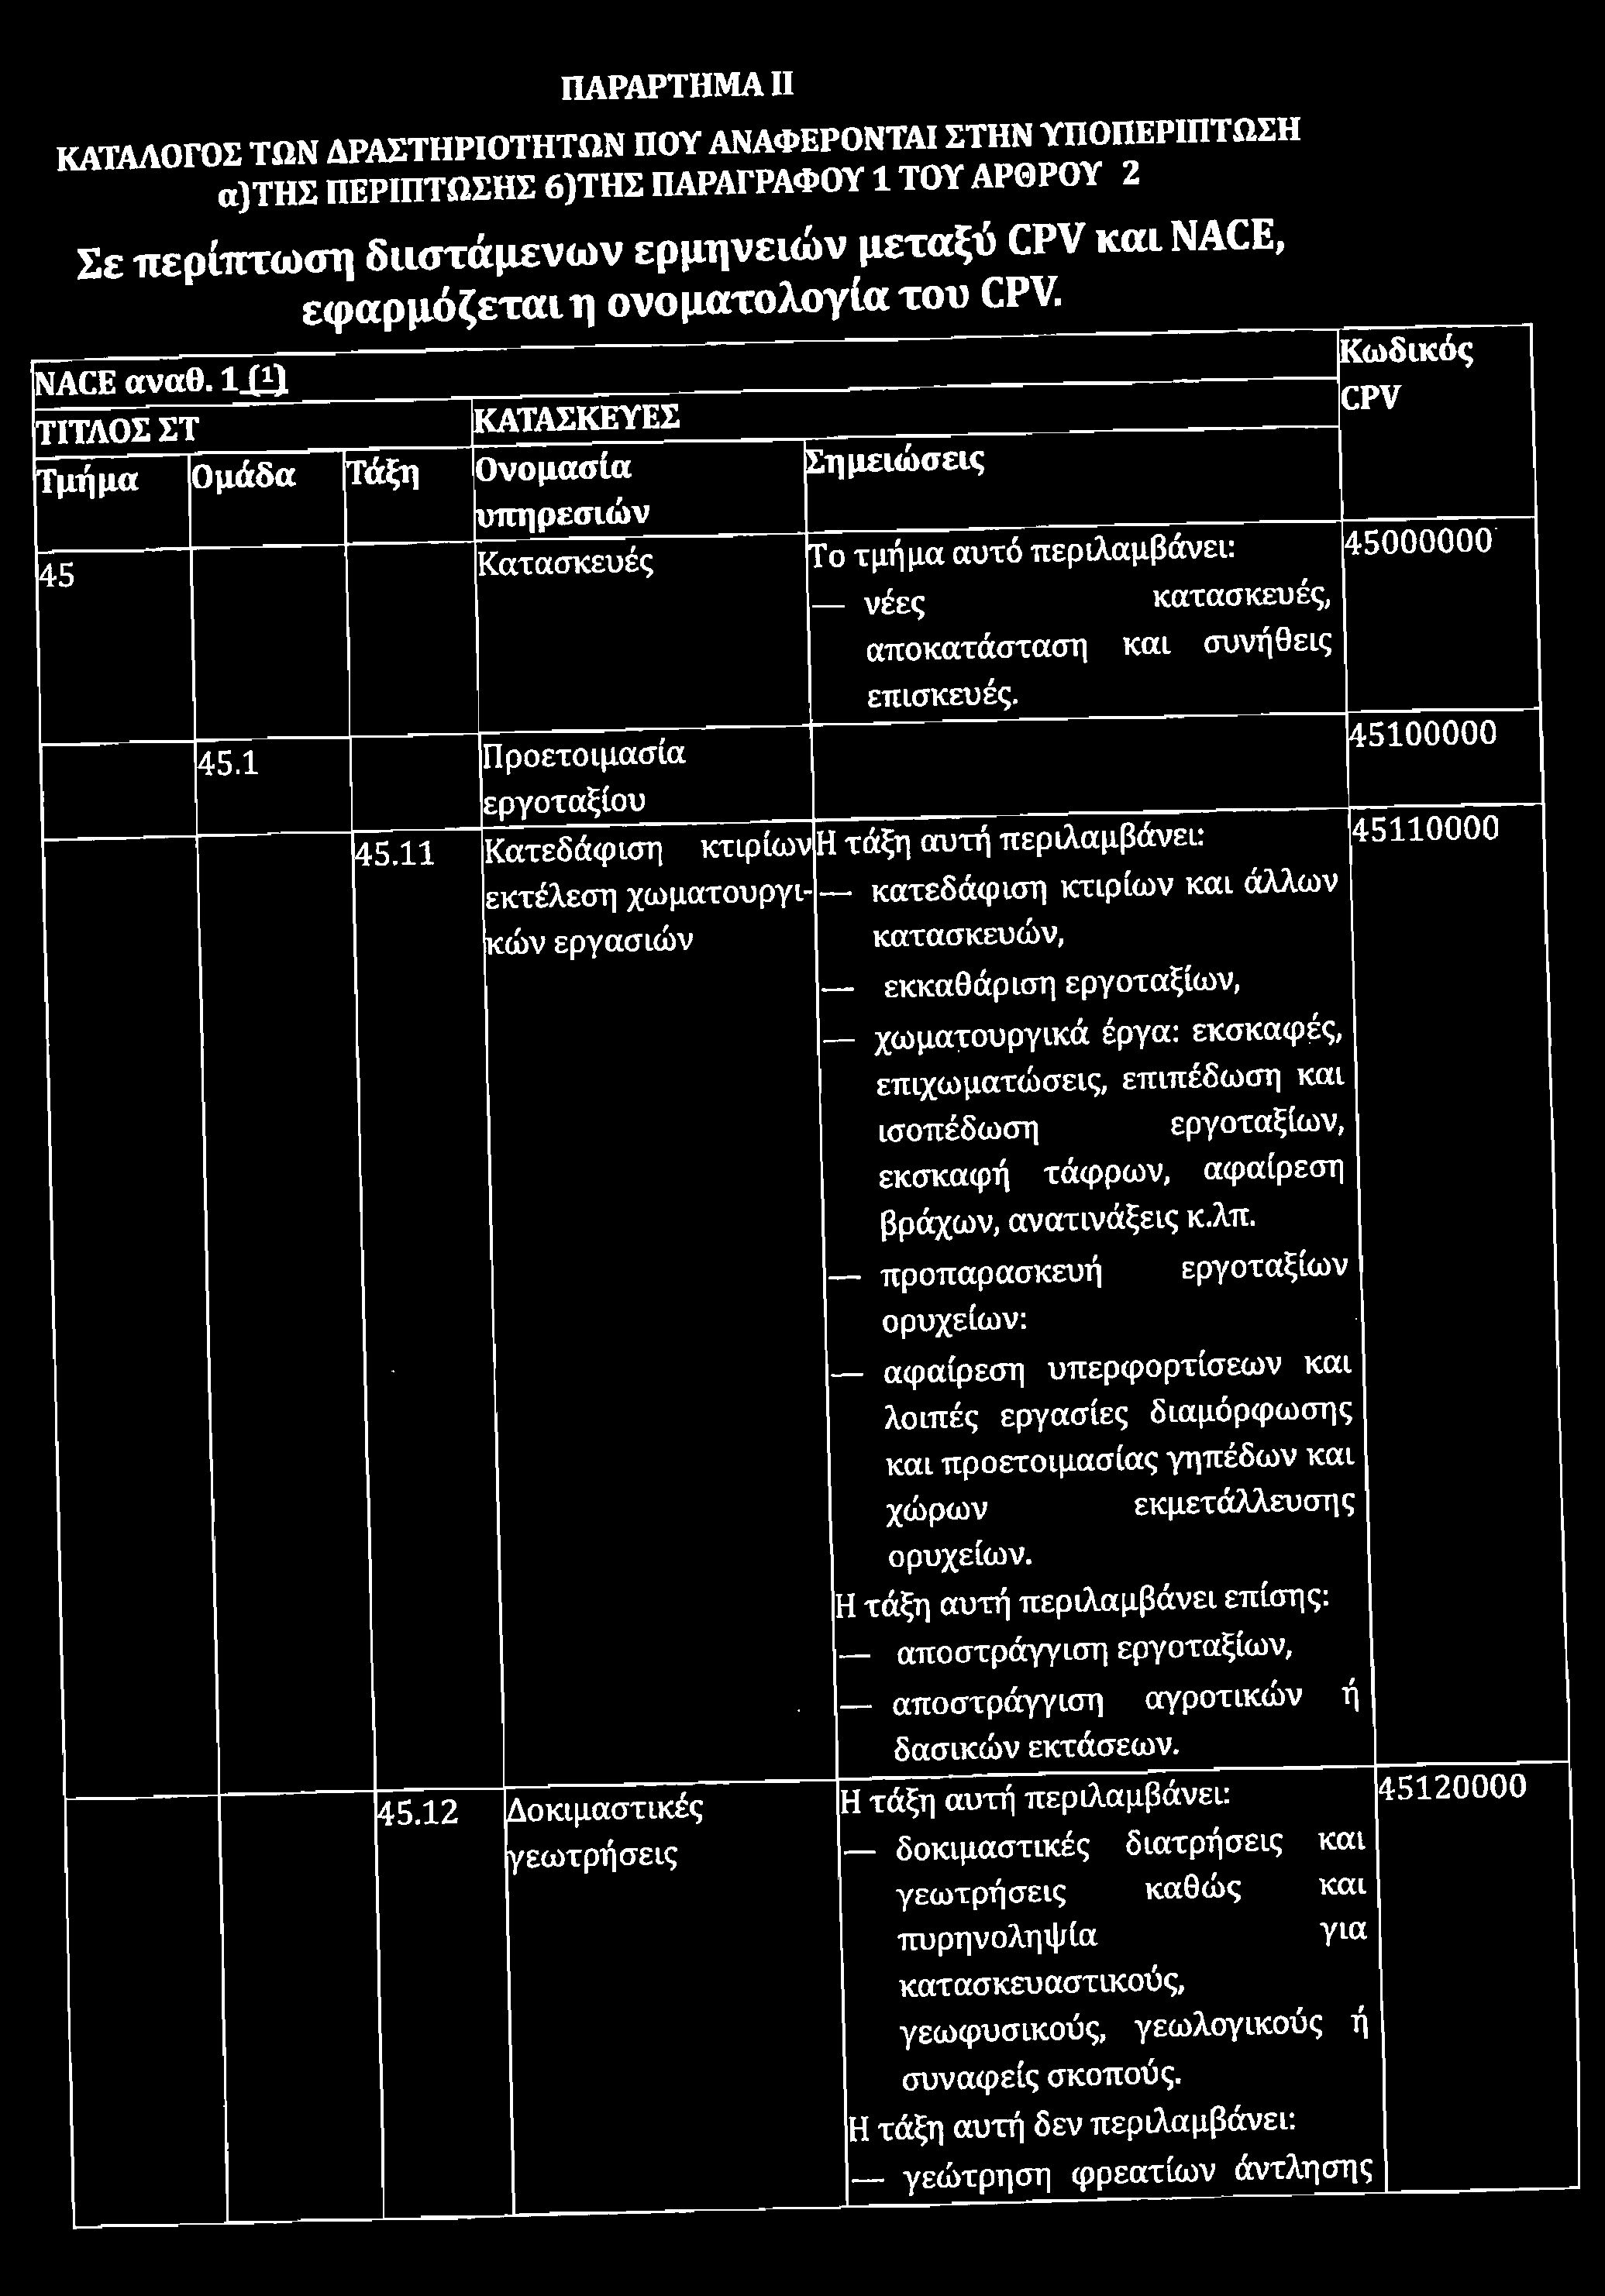 ΠΑΡΑΡΤΗΜΑ ΙΙ
ΚΑΤΑΛΟΓΟΣ ΤΩΝ ΔΡΑΣΤΗΡΙΟΤΗΤΩΝ ΠΟΥ ΑΝΑΦΕΡΟΝΤΑΙ ΣΤΗΝ ΥΠΟΠΕΡΙΠΤΩΣΗ
α)ΤΗΣ ΠΕΡΙΠΤΩΣΗΣ 6)ΤΗΣ ΠΑΡΑΓΡΑΦΟΥ 1 ΤΟΥ ΑΡΘΡΟΥ 2
Σε περίπτωση διιστάμενων ερμηνειών μεταξύ CPV και NACE,
εφαρμόζεται η ονοματολογία του CPV.
NACE αναθ. 1 (1)
Κωδικός
CPV
ΤΙΤΛΟΣ ΣΤ
ΚΑΤΑΣΚΕΥΕΣ
Τμήμα Ομάδα Τάξη Ονομασία
υπηρεσιών
Σημειώσεις
45
Κατασκευές
Το τμήμα αυτό περιλαμβάνει:
— νέες κατασκευές,
αποκατάσταση και συνήθεις
επισκευές.
45000000
45.1
Προετοιμασία
εργοταξίου
45100000
45.11
Κατεδάφιση κτιρίων
εκτέλεση χωματουργι-
κών εργασιών
Η τάξη αυτή περιλαμβάνει:
— κατεδάφιση κτιρίων και άλλων
κατασκευών,
— εκκαθάριση εργοταξίων,
— χωματουργικά έργα: εκσκαφές,
επιχωματώσεις, επιπέδωση και
ισοπέδωση εργοταξίων,
εκσκαφή τάφρων, αφαίρεση
βράχων, ανατινάξεις κ.λπ.
— προπαρασκευή εργοταξίων
ορυχείων:
— αφαίρεση υπερφορτίσεων και
λοιπές εργασίες διαμόρφωσης
και προετοιμασίας γηπέδων και
χώρων εκμετάλλευσης
ορυχείων.
Η τάξη αυτή περιλαμβάνει επίσης:
— αποστράγγιση εργοταξίων,
— αποστράγγιση αγροτικών ή
δασικών εκτάσεων.
45110000
45.12
Δοκιμαστικές
γεωτρήσεις
Η τάξη αυτή περιλαμβάνει:
— δοκιμαστικές διατρήσεις και
γεωτρήσεις καθώς και
πυρηνοληψία για
κατασκευαστικούς,
γεωφυσικούς, γεωλογικούς ή
συναφείς σκοπούς.
Η τάξη αυτή δεν περιλαμβάνει:
— γεώτρηση φρεατίων άντλησης
45120000